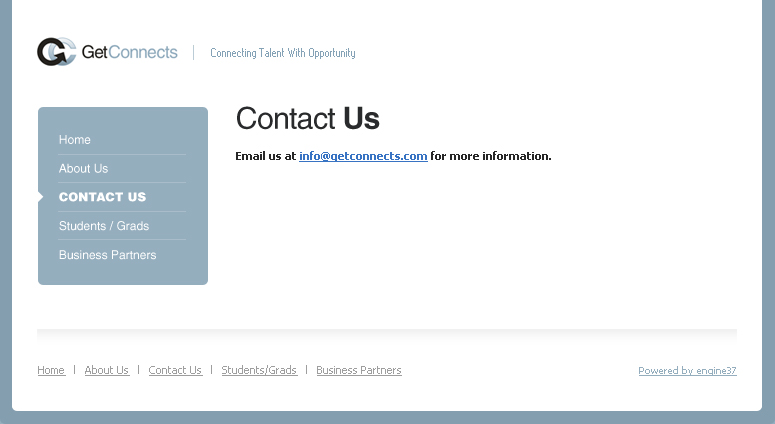 GetConnects
Connecting Talent With Opportunity
Home
About Us
CONTACT US
Students / Grads
Business Partners
Contact Us
Email us at info@getconnects.com for more information.
Home | About Us | Contact Us | Students/Grads | Business Partners
Powered by engine37